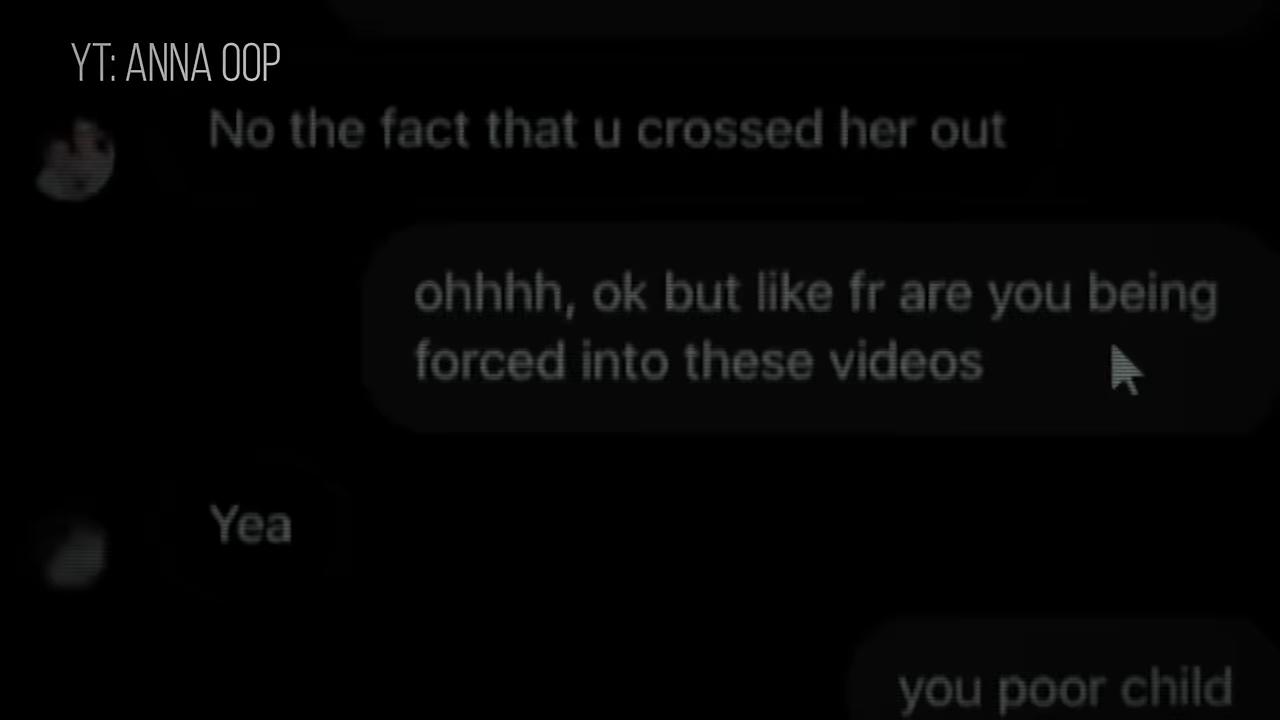 YT: ANNA OOP
No the fact that u crossed her out
ohhhh, ok but like fr are you being
forced into these videos
Yea
you poor child